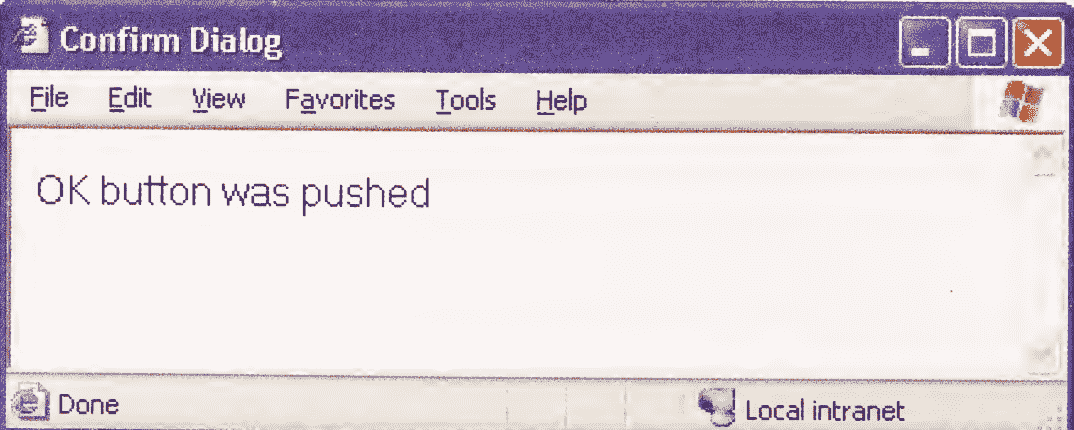 Confirm Dialog
File Edit View Favorites Tools Help
OK button was pushed
Done Local intranet